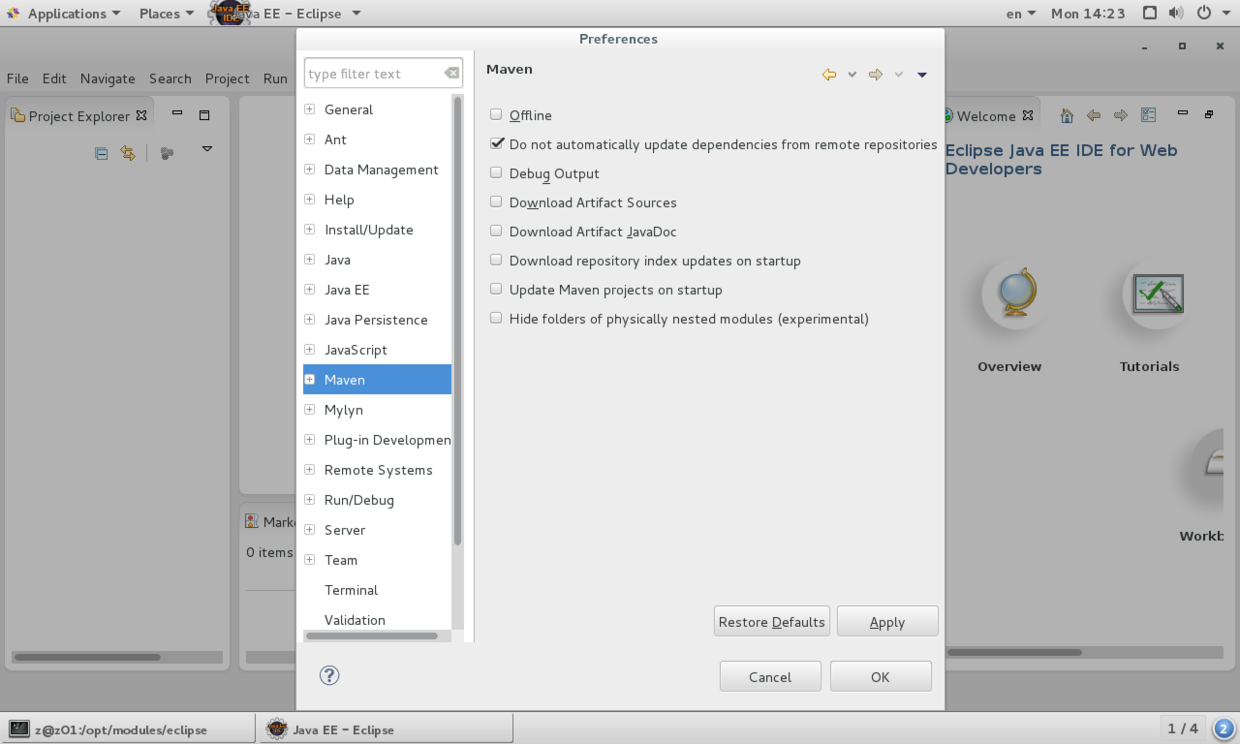 Applications Places Java EE - Eclipse en Mon 14:23
Preferences
File Edit Navigate Search Project Run
type filter text
Maven
Project Explorer
Welcome
General
Ant
Data Management
Help
Install/Update
Java
Java EE
Java Persistence
JavaScript
Maven
Mylyn
Plug-in Developmen
Remote Systems
Run/Debug
Server
Team
Terminal
Validation
Offline
Do not automatically update dependencies from remote repositories
Debug Output
Download Artifact Sources
Download Artifact JavaDoc
Download repository index updates on startup
Update Maven projects on startup
Hide folders of physically nested modules (experimental)
Eclipse Java EE IDE for Web
Developers
Overview Tutorials
Workb
Marke
0 items
Restore Defaults Apply
Cancel OK
z@z01:/opt/modules/eclipse Java EE - Eclipse 1 / 4 2